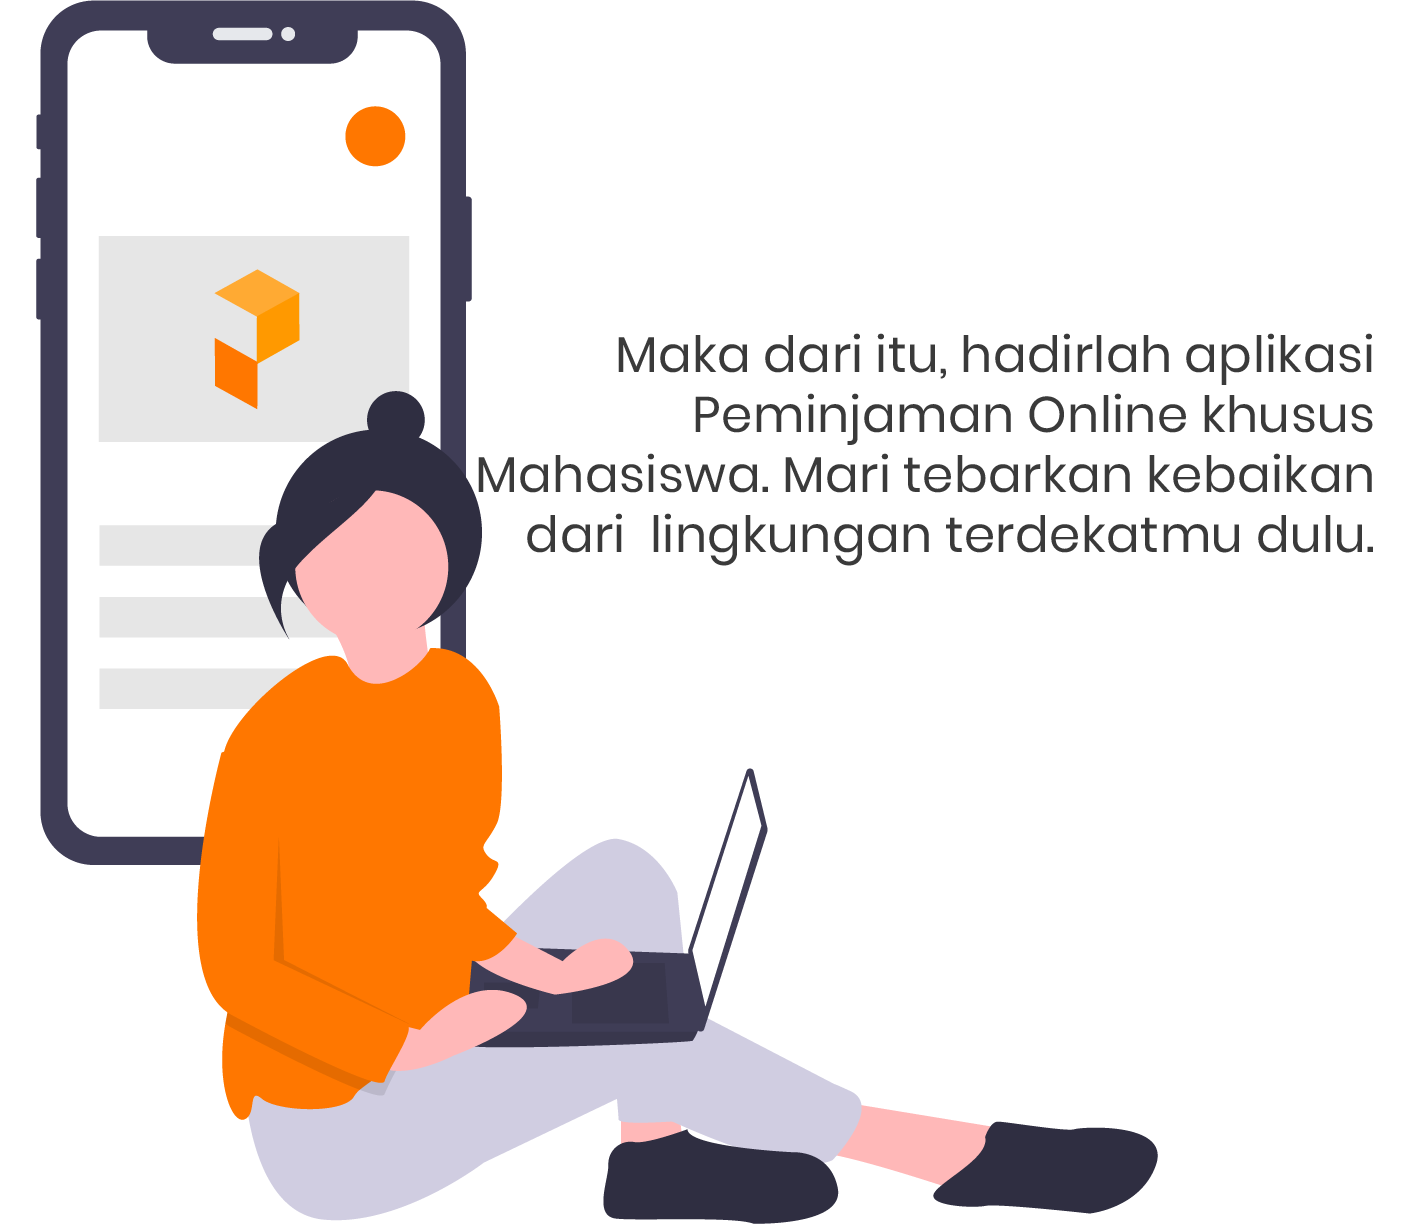 Maka dari itu, hadirlah aplikasi
Peminjaman Online khusus
Mahasiswa. Mari tebarkan kebaikan
dari  lingkungan terdekatmu dulu.